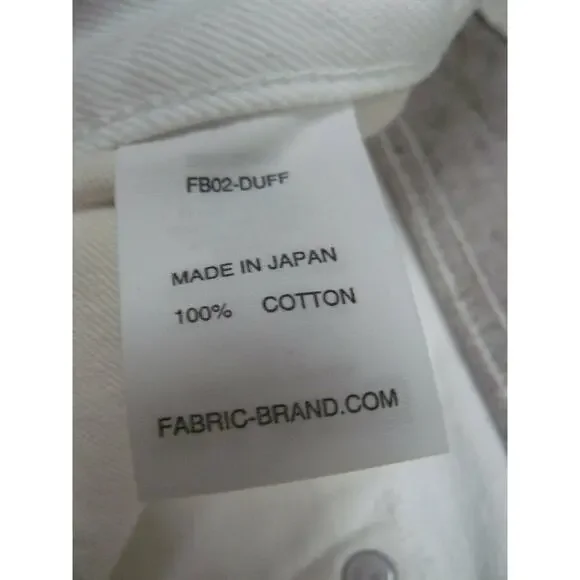 FB02-DUFF
MADE IN JAPAN
100% COTTON
FABRIC-BRAND.COM